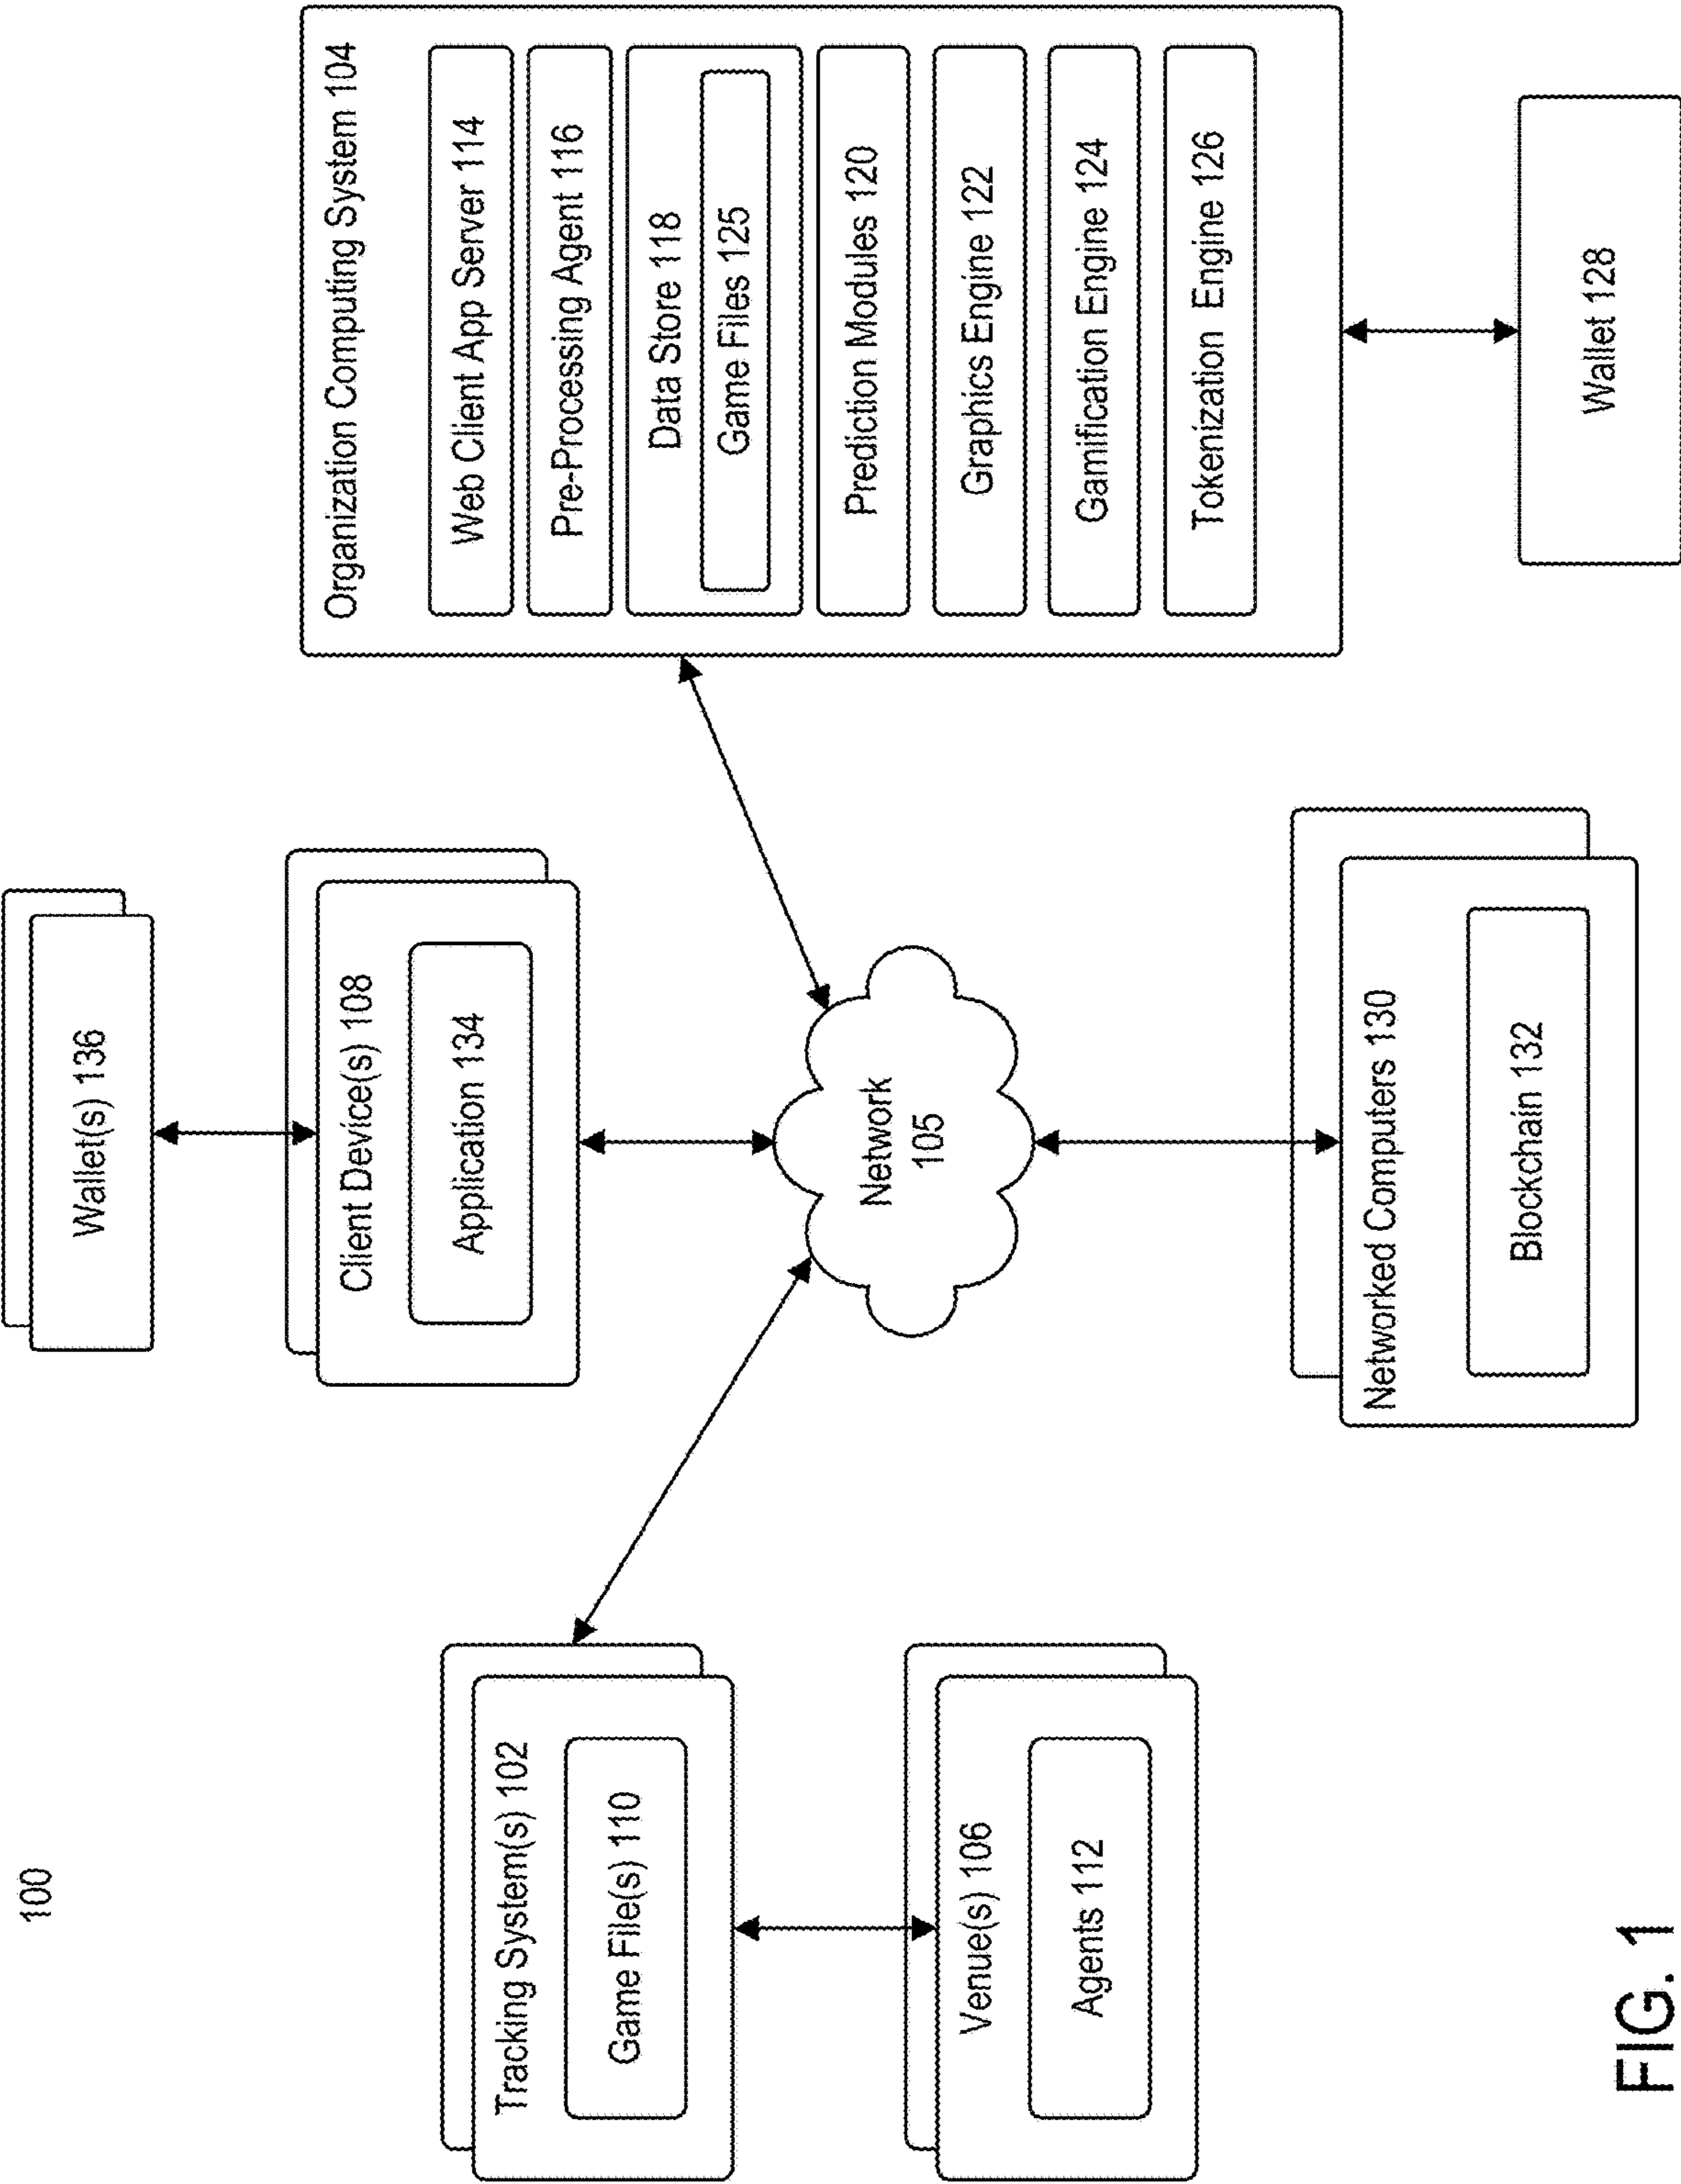 100
Wallet(s) 136
Client Device(s) 108
Application 134
Tracking System(s) 102
Game File(s) 110
Venue(s) 106
Agents 112
Network
105
Networked Computers 130
Blockchain 132
Organization Computing System 104
Web Client App Server 114
Pre-Processing Agent 116
Data Store 118
Game Files 125
Prediction Modules 120
Graphics Engine 122
Gamification Engine 124
Tokenization Engine 126
Wallet 128
FIG. 1